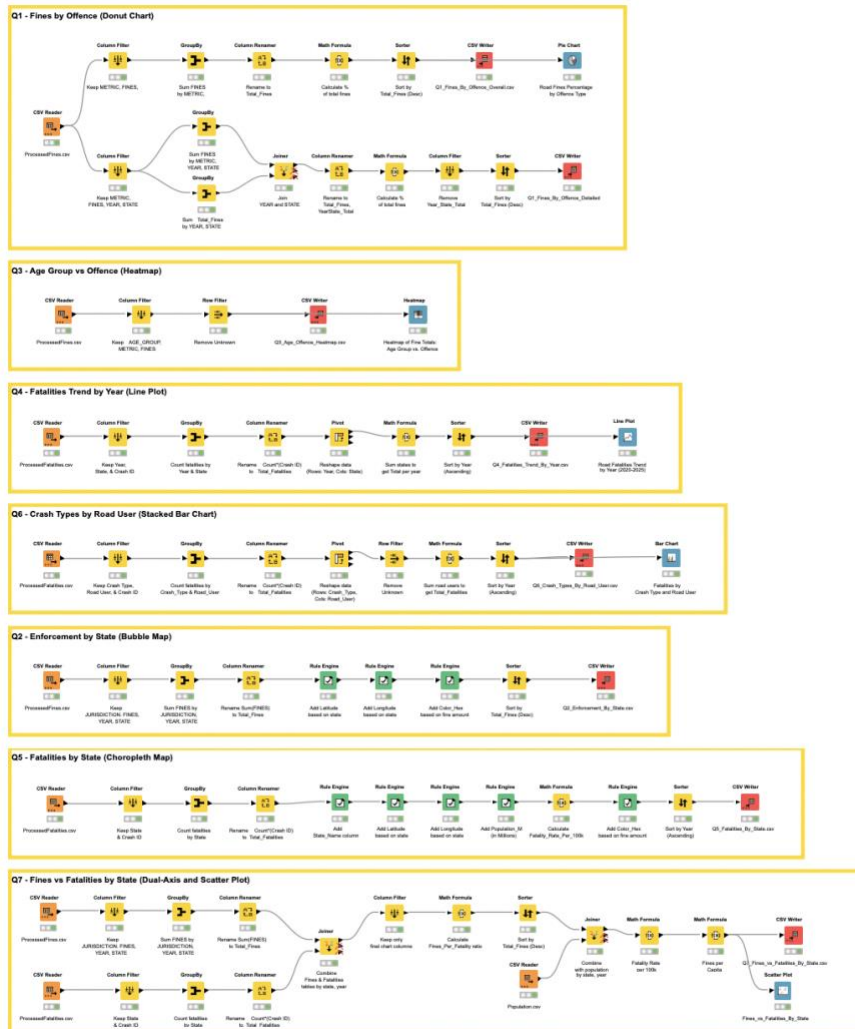 Q1 - Fines by Offence (Donut Chart)
Column Filter GroupBy Column Renamer Math Formula Sorter CSV Writer Pie Chart
Keep METRIC, FINES, Sum FINES Rename to Calculate % Sort by Q1_Fines_By_Offence_Overall.csv Road Fines Percentage
by METRIC, Total_Fines of total fines Total_Fines (Desc) by Offence Type
CSV Reader GroupBy
ProcessedFines.csv
Column Filter Sum FINES Joiner Column Renamer Math Formula Column Filter Sorter CSV Writer
by METRIC,
YEAR, STATE
GroupBy
Keep METRIC, Join Rename to Calculate % Remove Sort by Q1_Fines_By_Offence_Detailed
FINES, YEAR, STATE Sum Total_Fines YEAR and STATE Total_Fines, of total fines Year_State_Total Total_Fines (Desc)
by YEAR, STATE YearState_Total
Q3 - Age Group vs Offence (Heatmap)
CSV Reader Column Filter Row Filter CSV Writer Heatmap
ProcessedFines.csv Keep AGE_GROUP, Remove Unknown Q3_Age_Offence_Heatmap.csv Heatmap of Fine Totals:
METRIC, FINES Age Group vs. Offence
Q4 - Fatalities Trend by Year (Line Plot)
CSV Reader Column Filter GroupBy Column Renamer Pivot Math Formula Sorter CSV Writer Line Plot
ProcessedFatalities.csv Keep Year, Count fatalities by Rename Count*(Crash ID) Reshape data Sum states to Sort by Year Q4_Fatalities_Trend_By_Year.csv Road Fatalities Trend
State, & Crash ID Year & State to Total_Fatalities (Rows: Year, Cols: State) get Total per year (Ascending) by Year (2020-2025)
Q6 - Crash Types by Road User (Stacked Bar Chart)
CSV Reader Column Filter GroupBy Column Renamer Pivot Row Filter Math Formula Sorter CSV Writer Bar Chart
ProcessedFatalities.csv Keep Crash Type, Count fatalities by Rename Count*(Crash ID) Reshape data Remove Sum road users to Sort by Year Q6_Crash_Types_By_Road_User.csv Fatalities by
Road User, & Crash ID Crash_Type & Road_User to Total_Fatalities (Rows: Crash_Type, Unknown get Total_Fatalities (Ascending) Crash Type and Road User
Cols: Road_User)
Q2 - Enforcement by State (Bubble Map)
CSV Reader Column Filter GroupBy Column Renamer Rule Engine Rule Engine Rule Engine Sorter CSV Writer
ProcessedFines.csv Keep Sum FINES by Rename Sum(FINES) Add Latitude Add Longitude Add Color_Hex Sort by Q2_Enforcement_By_State.csv
JURISDICTION, FINES, JURISDICTION, to Total_Fines based on state based on state based on fine amount Total_Fines (Desc)
YEAR, STATE YEAR, STATE
Q5 - Fatalities by State (Choropleth Map)
CSV Reader Column Filter GroupBy Column Renamer Rule Engine Rule Engine Rule Engine Rule Engine Math Formula Rule Engine Sorter CSV Writer
ProcessedFatalities.csv Keep State Count fatalities Rename Count*(Crash ID) Add Add Latitude Add Longitude Add Population_M Calculate Add Color_Hex Sort by Year Q5_Fatalities_By_State.csv
& Crash ID by State to Total_Fatalities State_Name column based on state based on state (in Millions) Fatality_Rate_Per_100k based on fine amount (Ascending)
Q7 - Fines vs Fatalities by State (Dual-Axis and Scatter Plot)
CSV Reader Column Filter GroupBy Column Renamer Column Filter Math Formula Sorter
ProcessedFines.csv Keep Sum FINES by Rename Sum(FINES) Joiner Keep only Calculate Sort by Joiner Math Formula Math Formula CSV Writer
JURISDICTION, FINES, JURISDICTION, to Total_Fines final chart columns Fines_Per_Fatality ratio Total_Fines (Desc)
YEAR, STATE YEAR, STATE
Combine CSV Reader Combine Fatality Rate Fines per Fines_vs_Fatalities_By_State.csv
Fines & Fatalities with population per 100k Capita
tables by state, year by state, year
CSV Reader Column Filter GroupBy Column Renamer Population.csv Scatter Plot
ProcessedFatalities.csv Keep State Count fatalities Rename Count*(Crash ID) Fines_vs_Fatalities_By_State
& Crash ID by State to Total_Fatalities